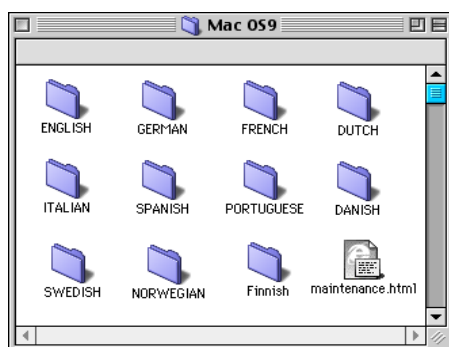 Mac OS9
ENGLISH GERMAN FRENCH DUTCH
ITALIAN SPANISH PORTUGUESE DANISH
SWEDISH NORWEGIAN Finnish maintenance.html